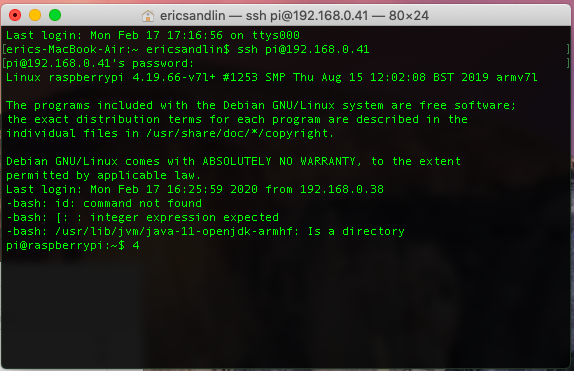 ericsandlin — ssh pi@192.168.0.41 — 80×24
Last login: Mon Feb 17 17:16:56 on ttys000
[erics-MacBook-Air:~ ericsandlin$ ssh pi@192.168.0.41 ]
[pi@192.168.0.41's password: ]
Linux raspberrypi 4.19.66-v7l+ #1253 SMP Thu Aug 15 12:02:08 BST 2019 armv7l

The programs included with the Debian GNU/Linux system are free software;
the exact distribution terms for each program are described in the
individual files in /usr/share/doc/*/copyright.

Debian GNU/Linux comes with ABSOLUTELY NO WARRANTY, to the extent
permitted by applicable law.
Last login: Mon Feb 17 16:25:59 2020 from 192.168.0.38
-bash: id: command not found
-bash: [: : integer expression expected
-bash: /usr/lib/jvm/java-11-openjdk-armhf: Is a directory
pi@raspberrypi:~$ 4